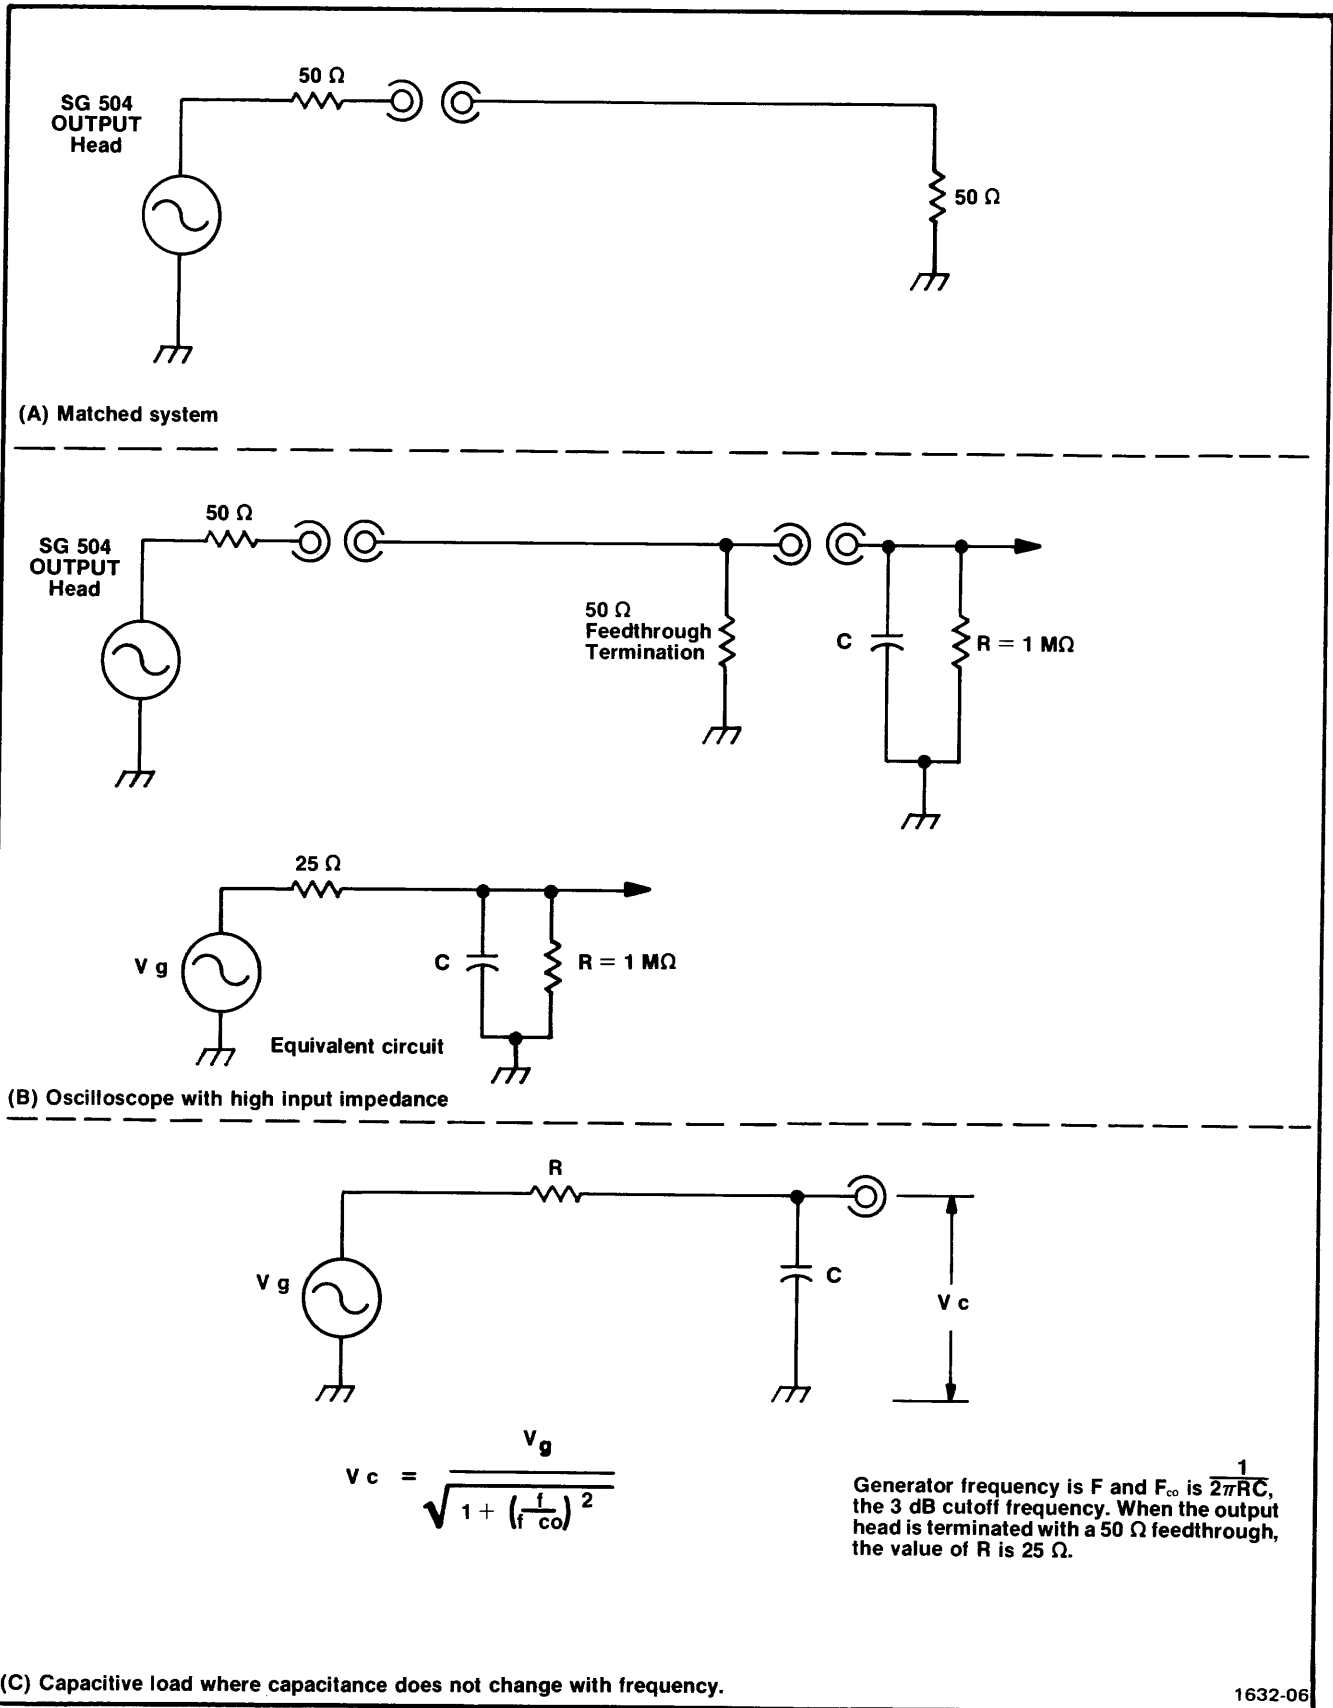 50 Ω
SG 504
OUTPUT
Head
50 Ω
(A) Matched system
50 Ω
SG 504
OUTPUT
Head
50 Ω
Feedthrough
Termination
C
R = 1 MΩ
25 Ω
V g
C
R = 1 MΩ
Equivalent circuit
(B) Oscilloscope with high input impedance
R
V g
C
V c
V c = Vg / √(1 + (f / f co)²)
Generator frequency is F and Fco is 1/2πRC,
the 3 dB cutoff frequency. When the output
head is terminated with a 50 Ω feedthrough,
the value of R is 25 Ω.
(C) Capacitive load where capacitance does not change with frequency.
1632-06